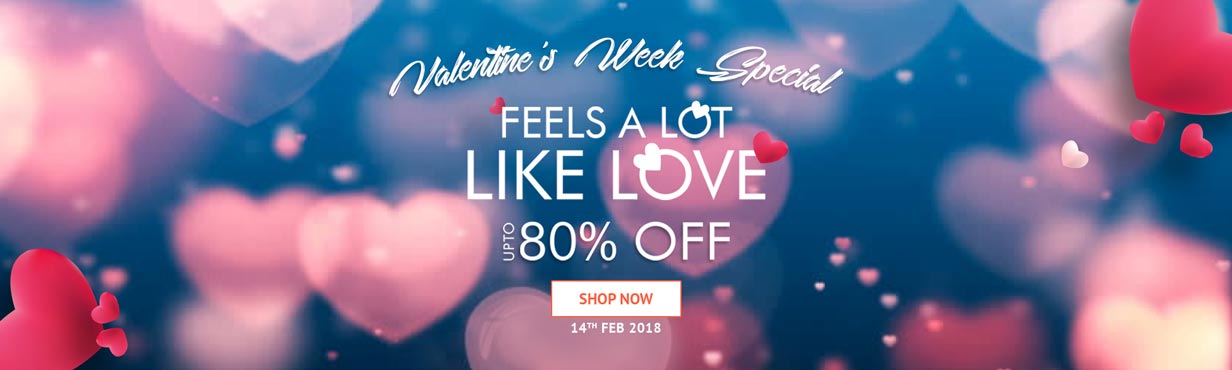 Valentine's Week Special
FEELS A LOT
LIKE LOVE
UPTO 80% OFF
SHOP NOW
14TH FEB 2018